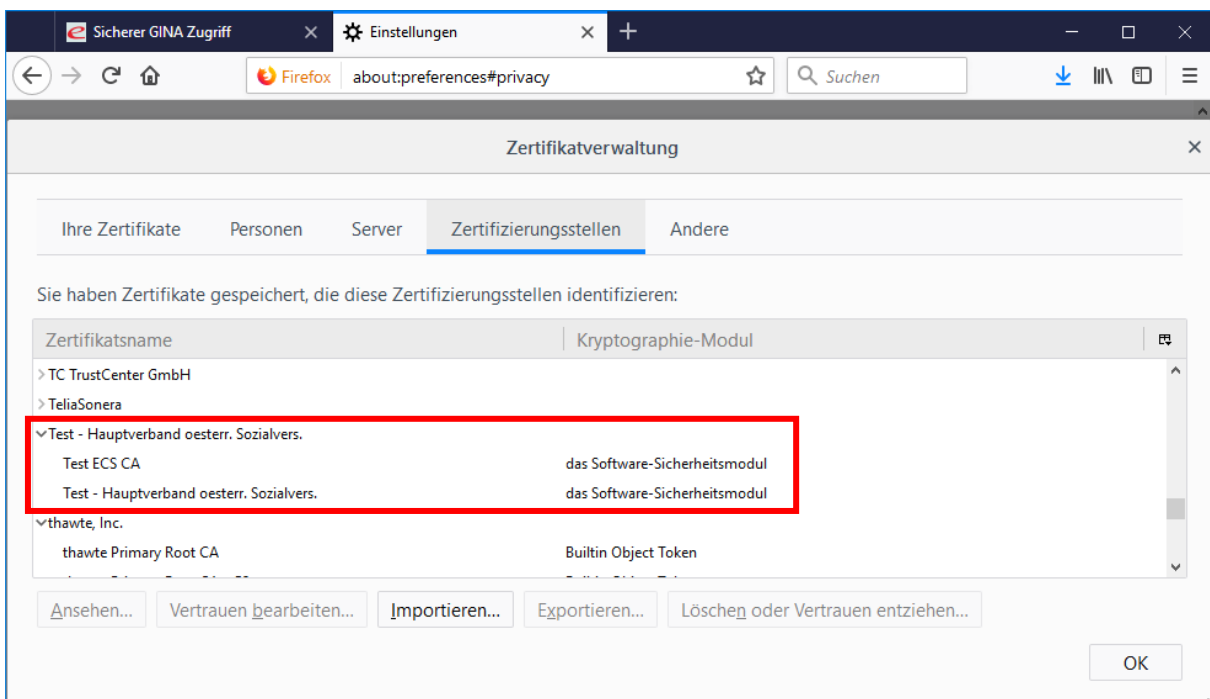 Sicherer GINA Zugriff
Einstellungen
Firefox about:preferences#privacy
Suchen
Zertifikatverwaltung
Ihre Zertifikate Personen Server Zertifizierungsstellen Andere
Sie haben Zertifikate gespeichert, die diese Zertifizierungsstellen identifizieren:
Zertifikatsname Kryptographie-Modul
TC TrustCenter GmbH
TeliaSonera
Test - Hauptverband oesterr. Sozialvers.
Test ECS CA das Software-Sicherheitsmodul
Test - Hauptverband oesterr. Sozialvers. das Software-Sicherheitsmodul
thawte, Inc.
thawte Primary Root CA Builtin Object Token
Ansehen... Vertrauen bearbeiten... Importieren... Exportieren... Löschen oder Vertrauen entziehen...
OK